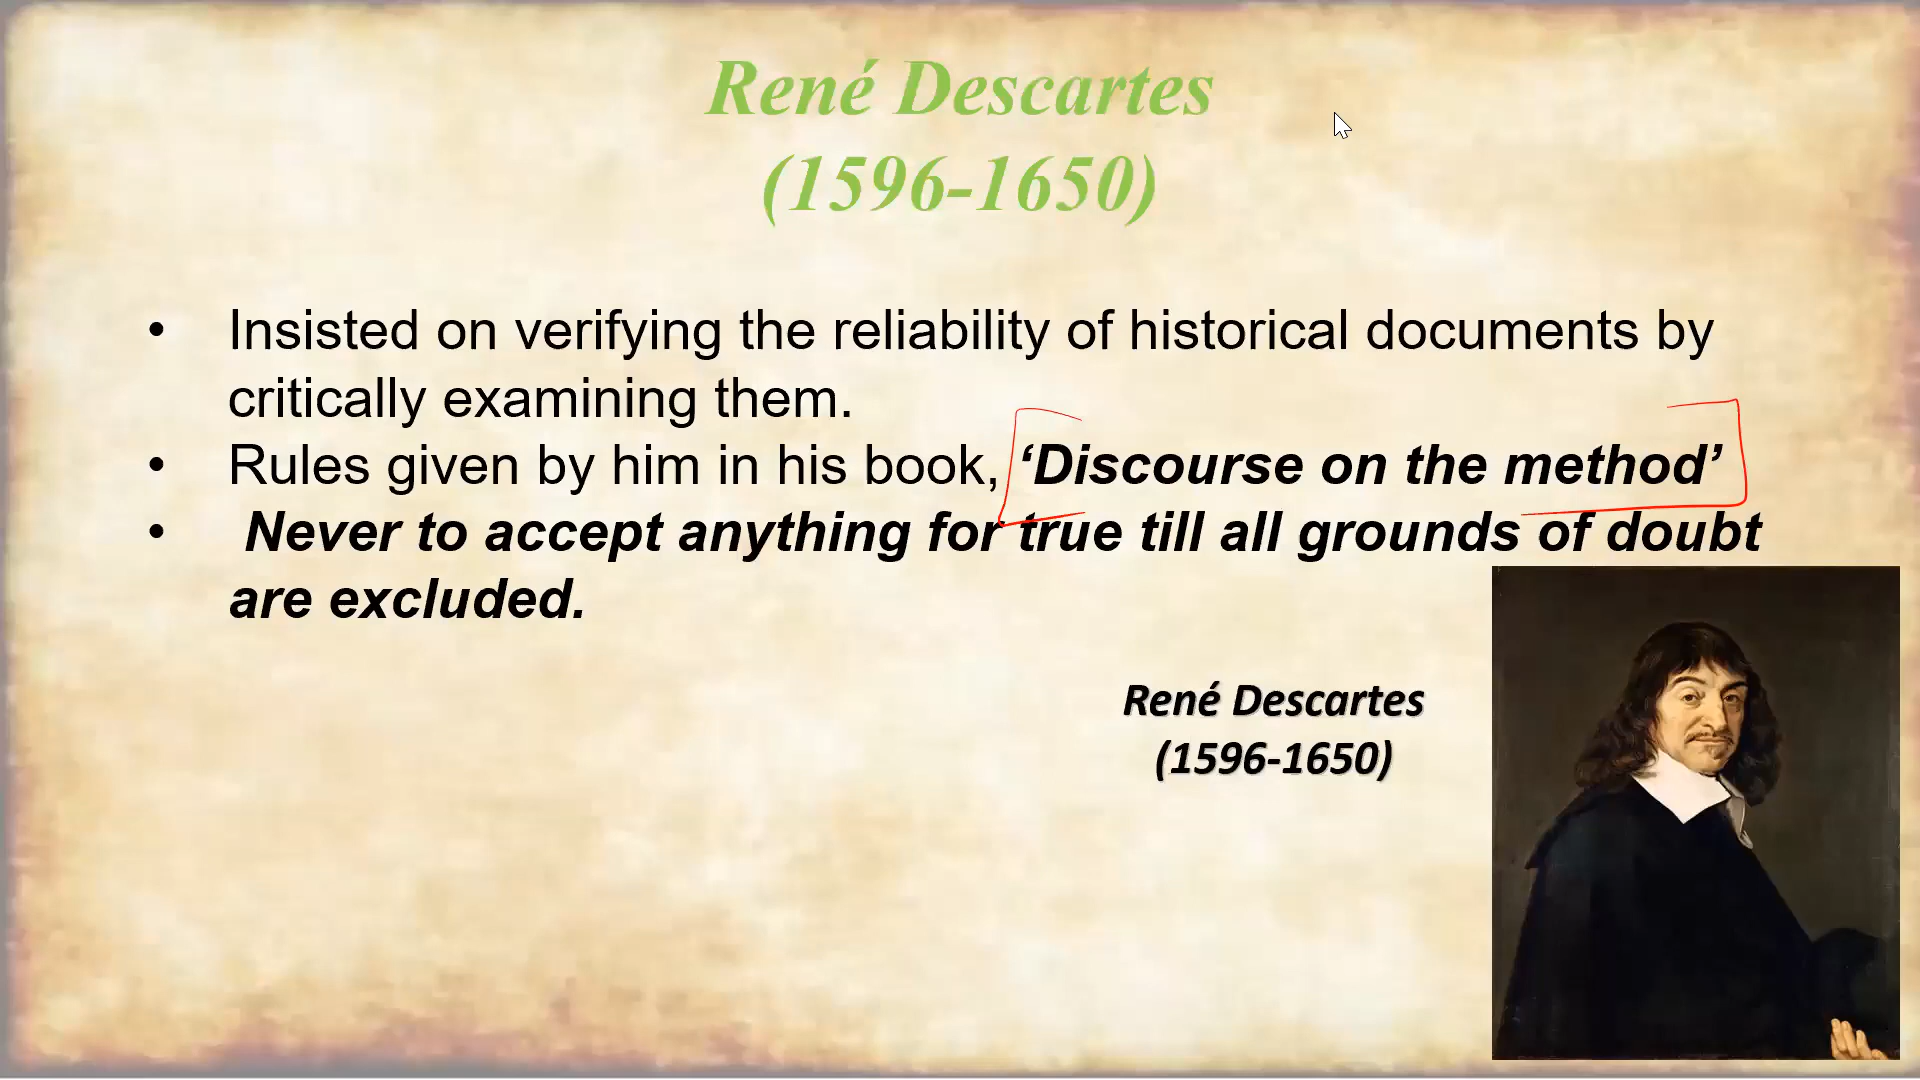 René Descartes
(1596-1650)
• Insisted on verifying the reliability of historical documents by
critically examining them.
• Rules given by him in his book, ‘Discourse on the method’
• Never to accept anything for true till all grounds of doubt
are excluded.
René Descartes
(1596-1650)